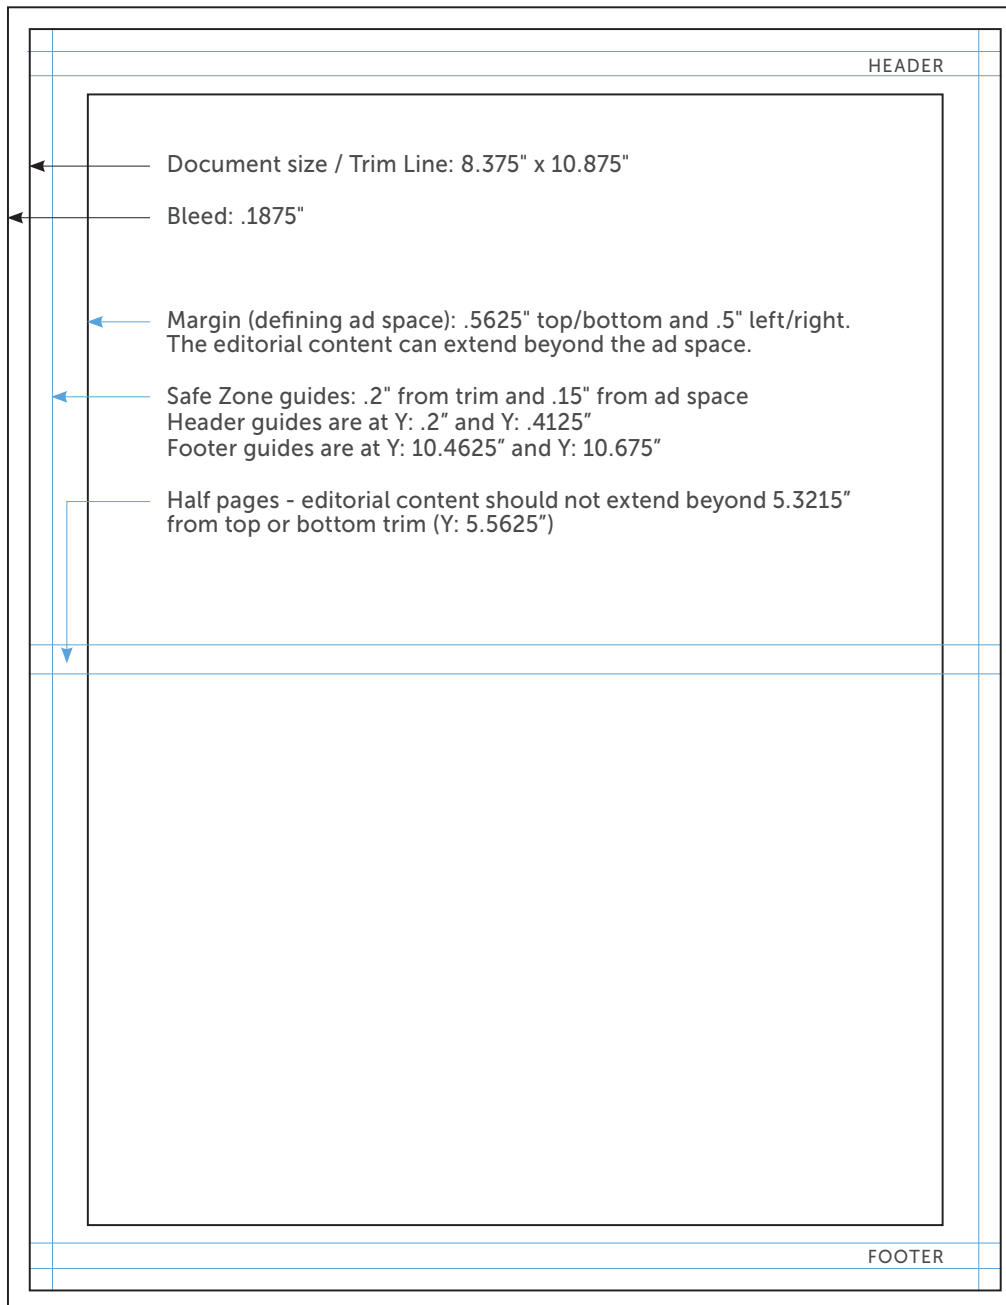 HEADER
Document size / Trim Line: 8.375" x 10.875"
Bleed: .1875"
Margin (defining ad space): .5625" top/bottom and .5" left/right.
The editorial content can extend beyond the ad space.
Safe Zone guides: .2" from trim and .15" from ad space
Header guides are at Y: .2” and Y: .4125”
Footer guides are at Y: 10.4625” and Y: 10.675”
Half pages - editorial content should not extend beyond 5.3215”
from top or bottom trim (Y: 5.5625”)
FOOTER